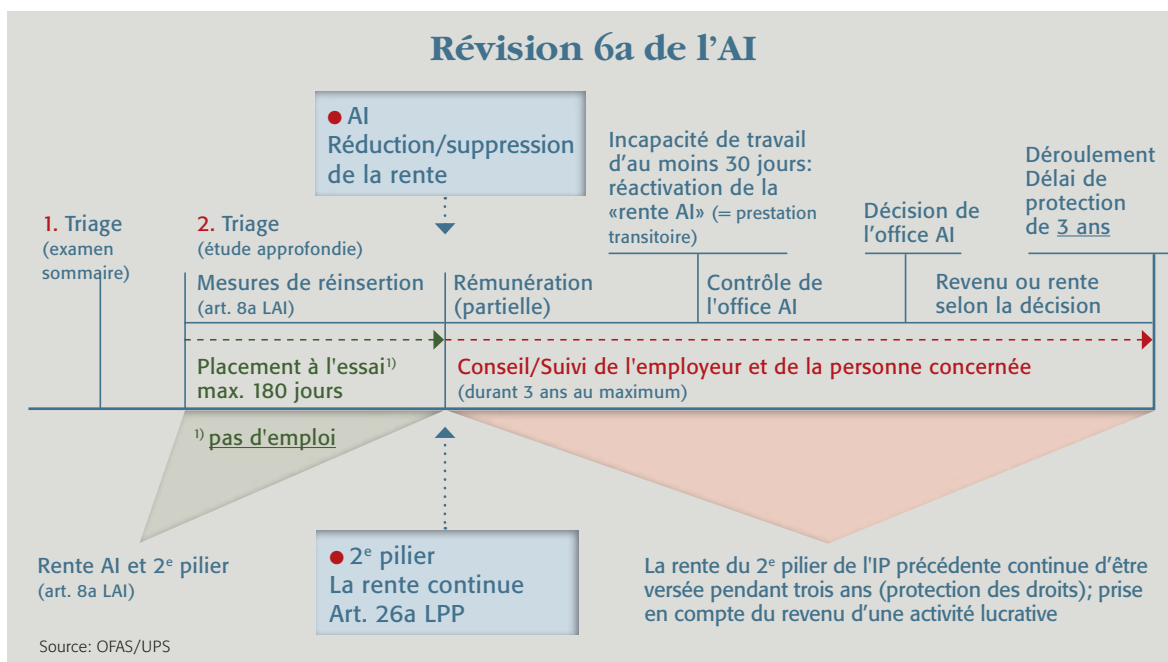 Révision 6a de l'AI
● AI
Réduction/suppression
de la rente
Incapacité de travail
d'au moins 30 jours:
réactivation de la
«rente AI» (= prestation
transitoire)
Déroulement
Délai de
protection
de 3 ans
1. Triage
(examen
sommaire)
2. Triage
(étude approfondie)
Décision de
l'office AI
Mesures de réinsertion
(art. 8a LAI)
Rémunération
(partielle)
Contrôle de
l'office AI
Revenu ou rente
selon la décision
Placement à l'essai¹⁾
max. 180 jours
Conseil/Suivi de l'employeur et de la personne concernée
(durant 3 ans au maximum)
¹⁾ pas d'emploi
Rente AI et 2ᵉ pilier
(art. 8a LAI)
● 2ᵉ pilier
La rente continue
Art. 26a LPP
La rente du 2ᵉ pilier de l'IP précédente continue d'être
versée pendant trois ans (protection des droits); prise
en compte du revenu d'une activité lucrative
Source: OFAS/UPS